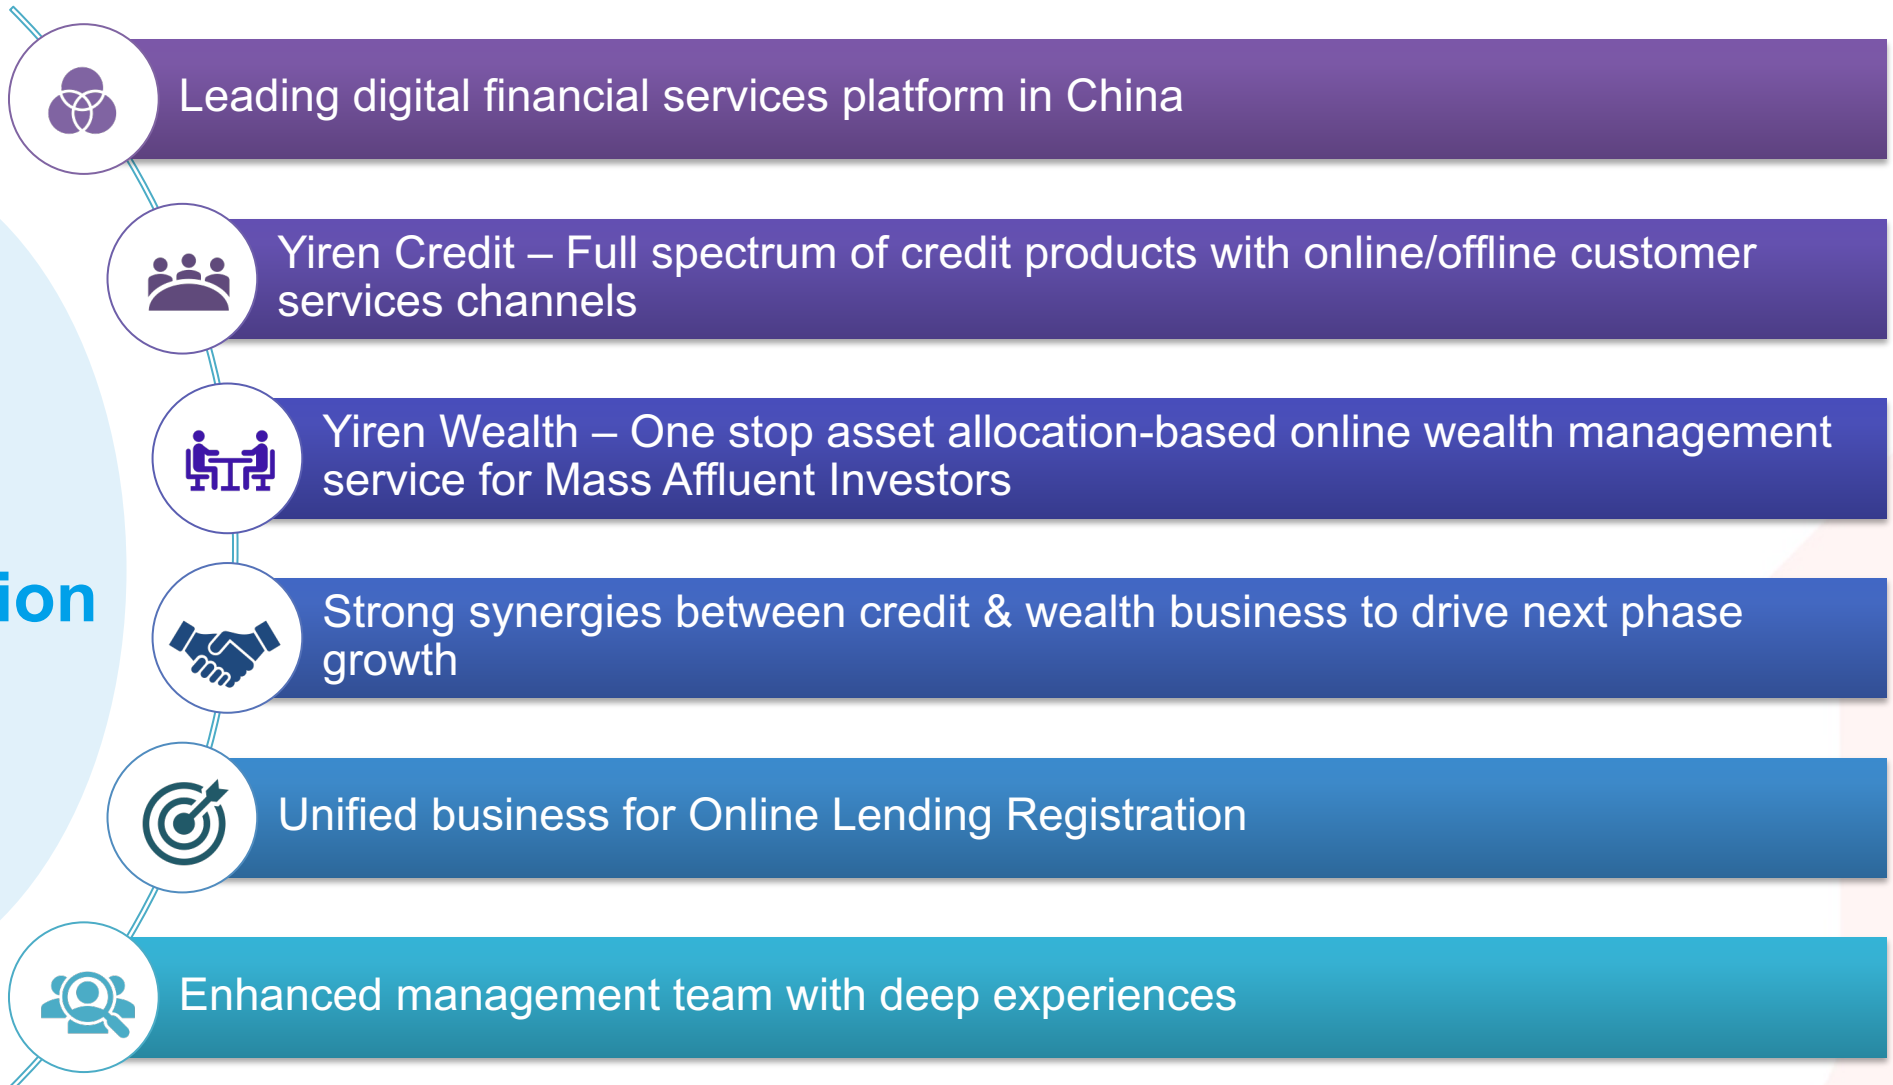 Leading digital financial services platform in China
Yiren Credit – Full spectrum of credit products with online/offline customer
services channels
Yiren Wealth – One stop asset allocation-based online wealth management
service for Mass Affluent Investors
ion
Strong synergies between credit & wealth business to drive next phase
growth
Unified business for Online Lending Registration
Enhanced management team with deep experiences